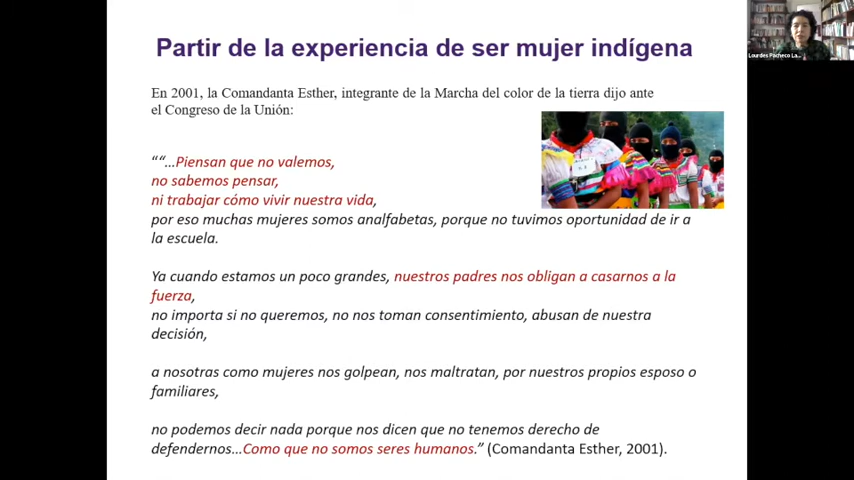 Partir de la experiencia de ser mujer indígena
Lourdes Pacheco La...
En 2001, la Comandanta Esther, integrante de la Marcha del color de la tierra dijo ante
el Congreso de la Unión:
"“…Piensan que no valemos,
no sabemos pensar,
ni trabajar cómo vivir nuestra vida,
por eso muchas mujeres somos analfabetas, porque no tuvimos oportunidad de ir a
la escuela.
Ya cuando estamos un poco grandes, nuestros padres nos obligan a casarnos a la
fuerza,
no importa si no queremos, no nos toman consentimiento, abusan de nuestra
decisión,
a nosotras como mujeres nos golpean, nos maltratan, por nuestros propios esposo o
familiares,
no podemos decir nada porque nos dicen que no tenemos derecho de
defendernos…Como que no somos seres humanos.” (Comandanta Esther, 2001).